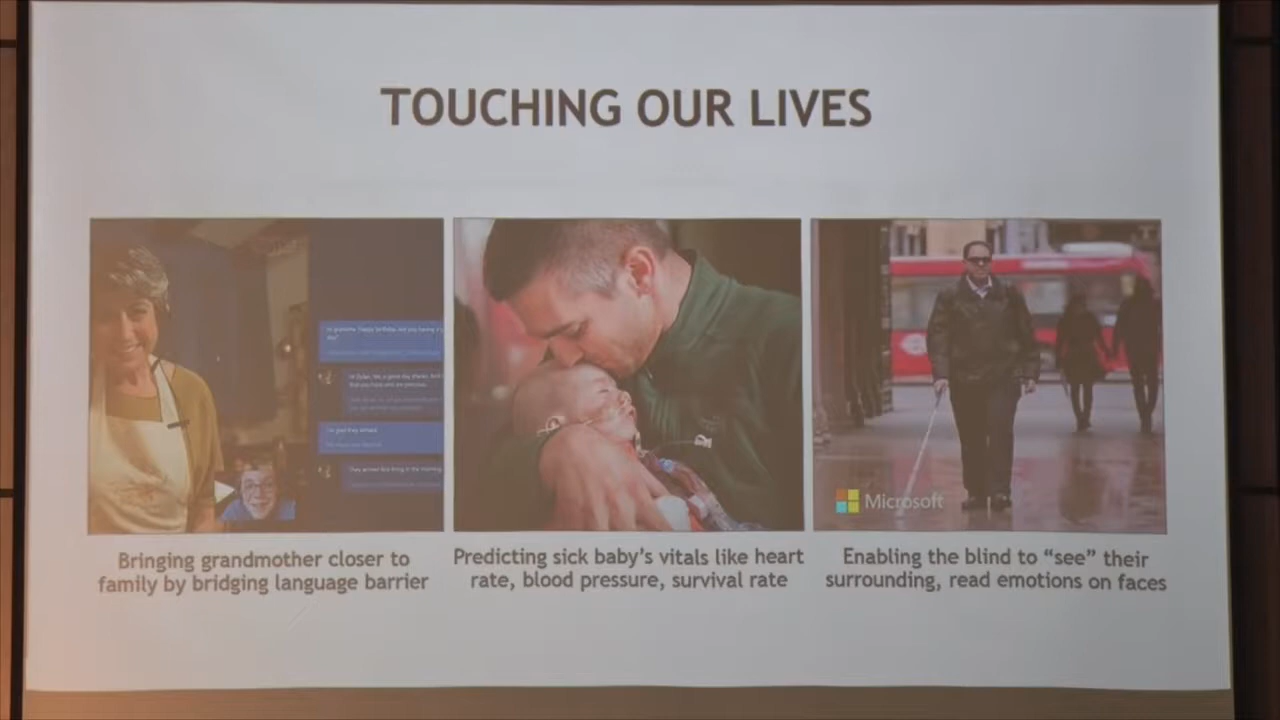 TOUCHING OUR LIVES
Microsoft
Bringing grandmother closer to
family by bridging language barrier
Predicting sick baby's vitals like heart
rate, blood pressure, survival rate
Enabling the blind to “see” their
surrounding, read emotions on faces